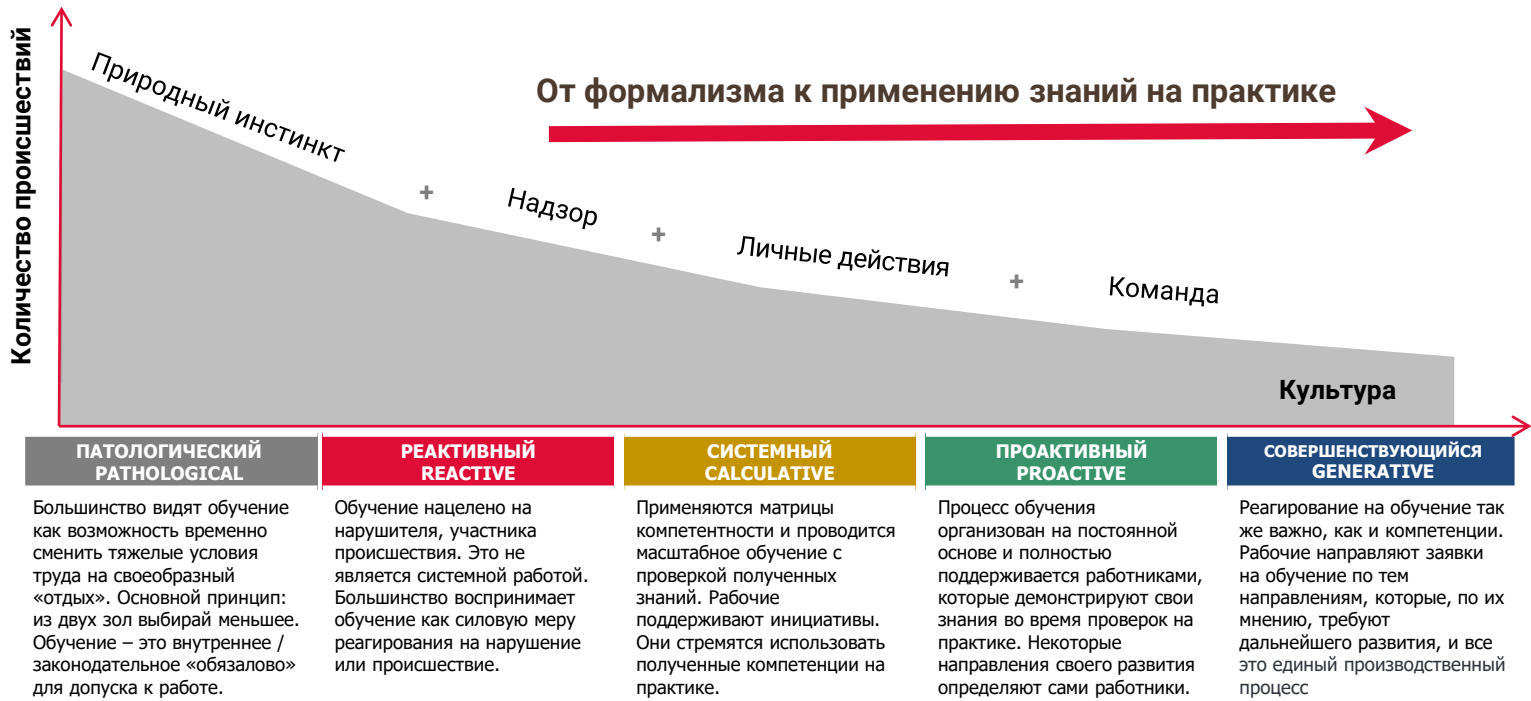 Количество происшествий
Природный инстинкт
От формализма к применению знаний на практике
+
Надзор
+
Личные действия
+
Команда
Культура
ПАТОЛОГИЧЕСКИЙ
PATHOLOGICAL
Большинство видят обучение
как возможность временно
сменить тяжелые условия
труда на своеобразный
«отдых». Основной принцип:
из двух зол выбирай меньшее.
Обучение – это внутреннее /
законодательное «обязалово»
для допуска к работе.
РЕАКТИВНЫЙ
REACTIVE
Обучение нацелено на
нарушителя, участника
происшествия. Это не
является системной работой.
Большинство воспринимает
обучение как силовую меру
реагирования на нарушение
или происшествие.
СИСТЕМНЫЙ
CALCULATIVE
Применяются матрицы
компетентности и проводится
масштабное обучение с
проверкой полученных
знаний. Рабочие
поддерживают инициативы.
Они стремятся использовать
полученные компетенции на
практике.
ПРОАКТИВНЫЙ
PROACTIVE
Процесс обучения
организован на постоянной
основе и полностью
поддерживается работниками,
которые демонстрируют свои
знания во время проверок на
практике. Некоторые
направления своего развития
определяют сами работники.
СОВЕРШЕНСТВУЮЩИЙСЯ
GENERATIVE
Реагирование на обучение так
же важно, как и компетенции.
Рабочие направляют заявки
на обучение по тем
направлениям, которые, по их
мнению, требуют
дальнейшего развития, и все
это единый производственный
процесс